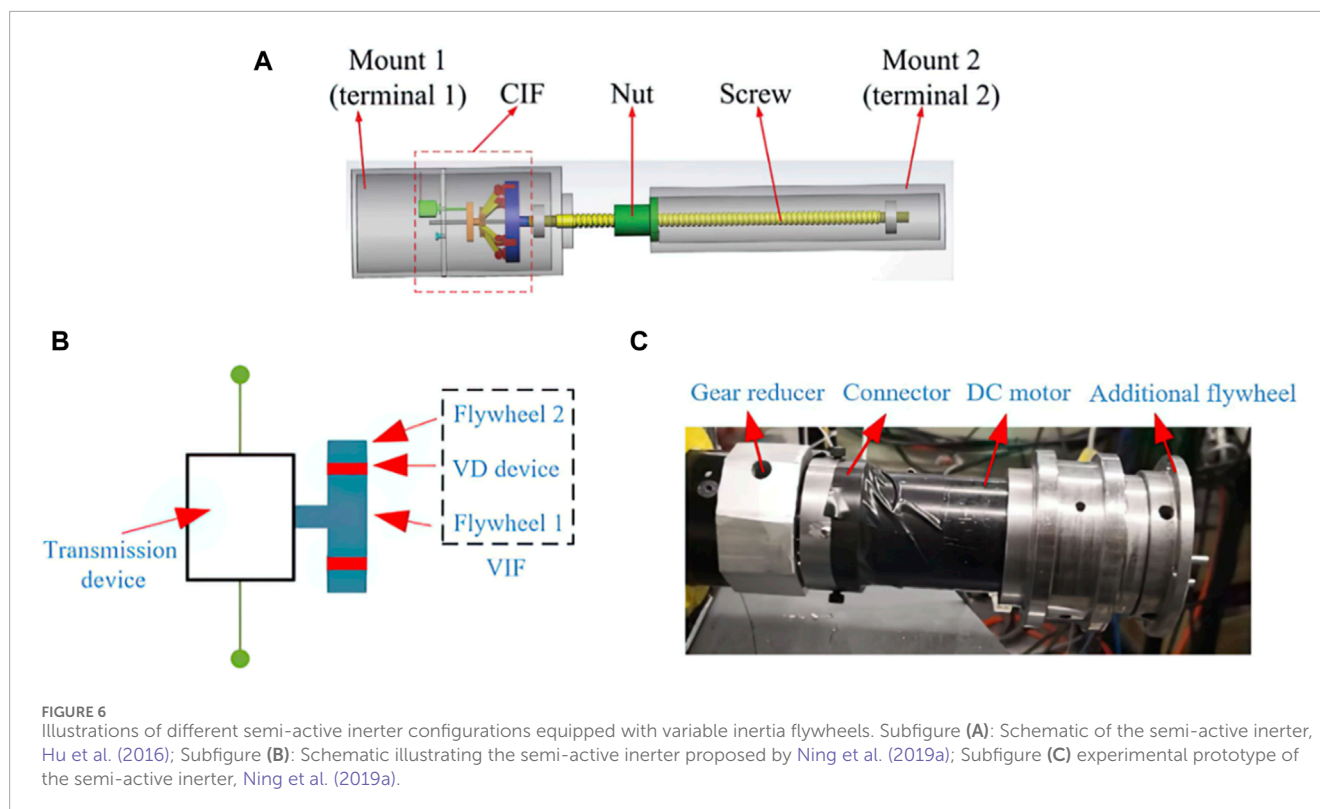 A
Mount 1
(terminal 1)
CIF
Nut
Screw
Mount 2
(terminal 2)
B
Flywheel 2
VD device
Flywheel 1
VIF
Transmission
device
C
Gear reducer
Connector
DC motor
Additional flywheel
FIGURE 6
Illustrations of different semi-active inerter configurations equipped with variable inertia flywheels. Subfigure (A): Schematic of the semi-active inerter,
Hu et al. (2016); Subfigure (B): Schematic illustrating the semi-active inerter proposed by Ning et al. (2019a); Subfigure (C) experimental prototype of
the semi-active inerter, Ning et al. (2019a).